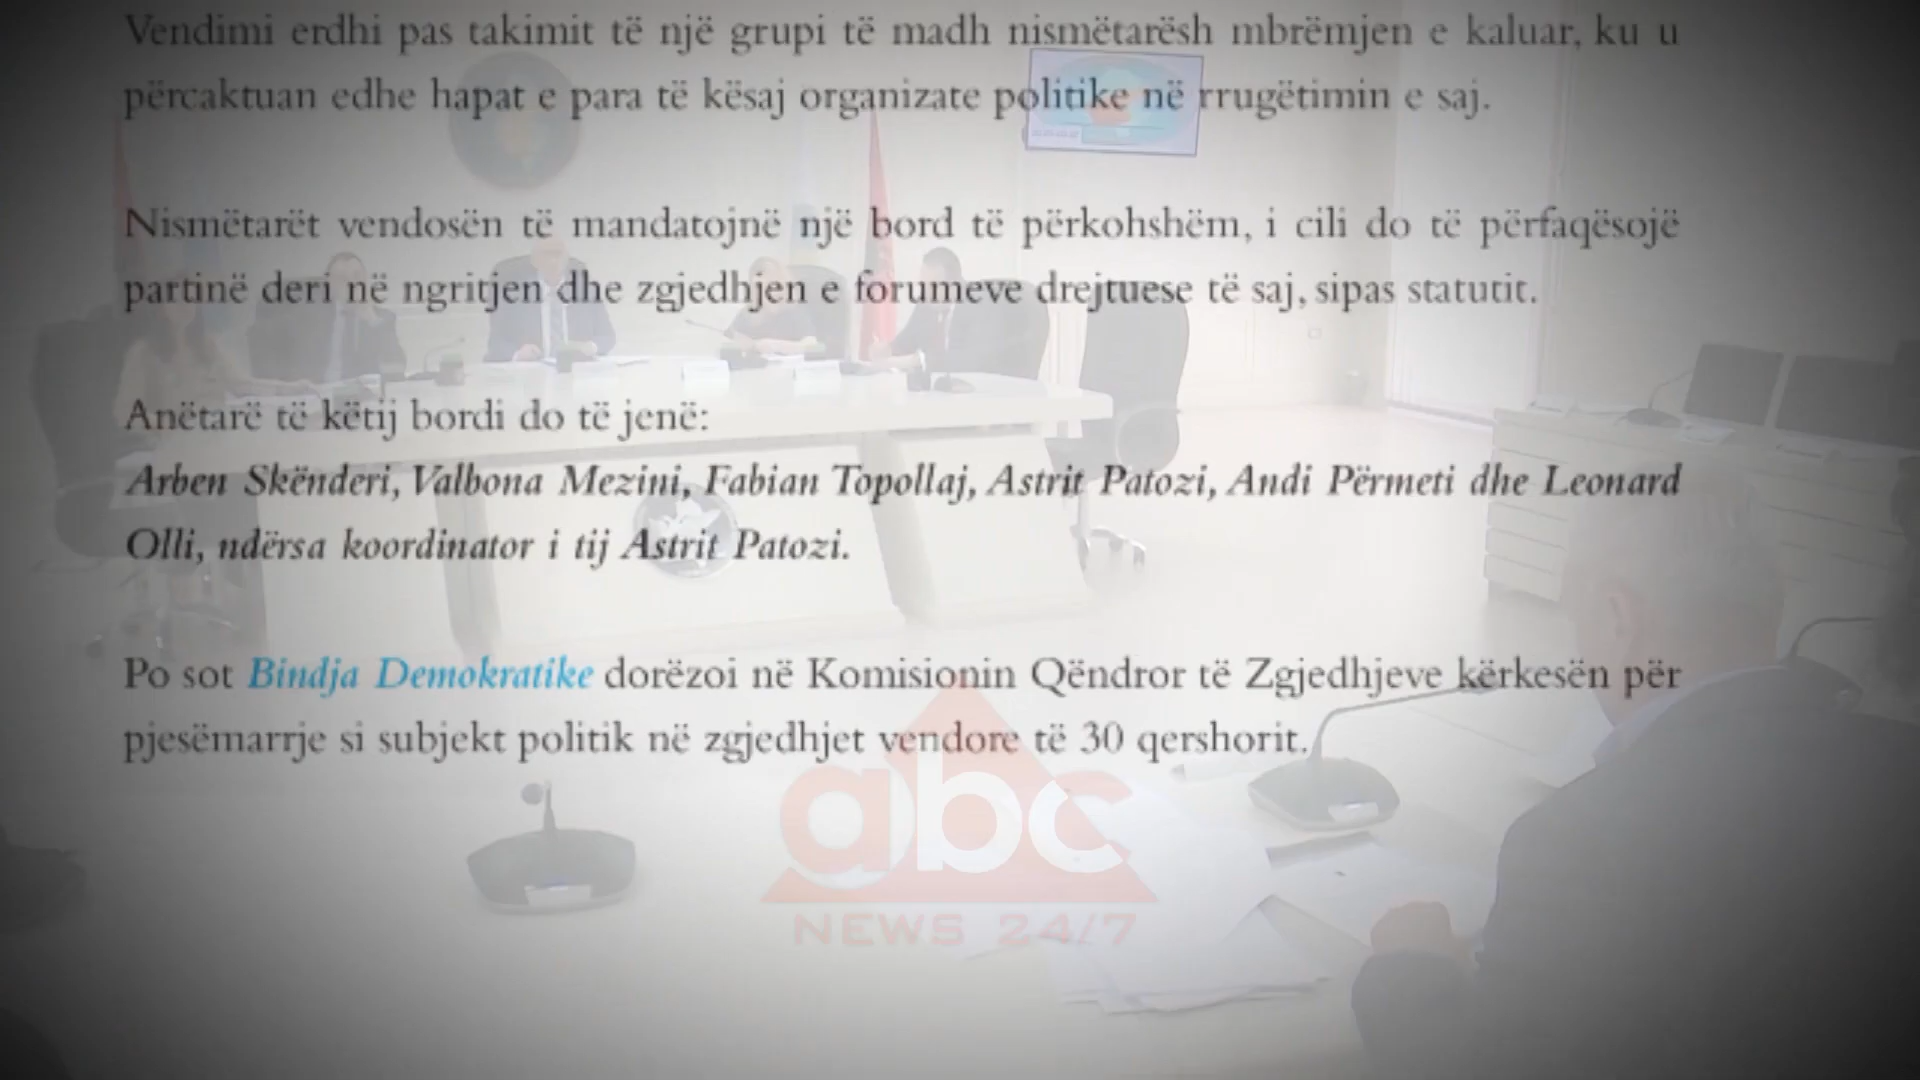 Vendimi erdhi pas takimit të një grupi të madh nismëtarësh mbrëmjen e kaluar, ku u
përcaktuan edhe hapat e para të kësaj organizate politike në rrugëtimin e saj.
Nismëtarët vendosën të mandatojnë një bord të përkohshëm, i cili do të përfaqësojë
partinë deri në ngritjen dhe zgjedhjen e forumeve drejtuese të saj, sipas statutit.
Anëtarë të këtij bordi do të jenë:
Arben Skënderi, Valbona Mezini, Fabian Topollaj, Astrit Patozi, Andi Përmeti dhe Leonard
Olli, ndërsa koordinator i tij Astrit Patozi.
Po sot Bindja Demokratike dorëzoi në Komisionin Qëndror të Zgjedhjeve kërkesën për
pjesëmarrje si subjekt politik në zgjedhjet vendore të 30 qershorit.
abc
NEWS 24/7